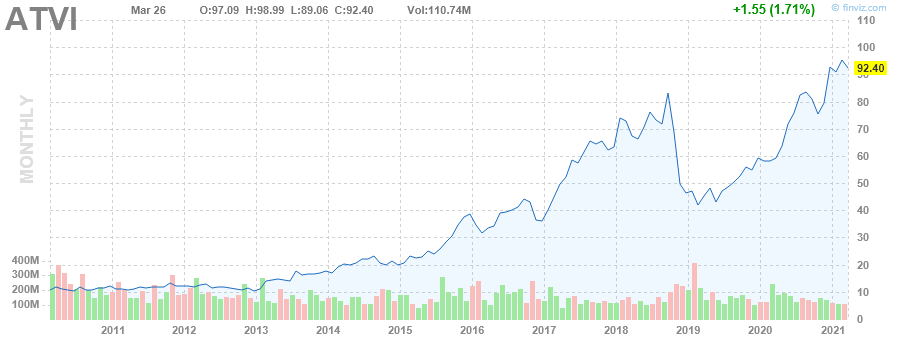 ATVI
Mar 26 O:97.09 H:98.99 L:89.06 C:92.40 Vol:110.74M +1.55 (1.71%) © finviz.com
MONTHLY
110
100
90
92.40
80
70
60
50
40
30
20
10
0
400M
300M
200M
100M
2011 2012 2013 2014 2015 2016 2017 2018 2019 2020 2021